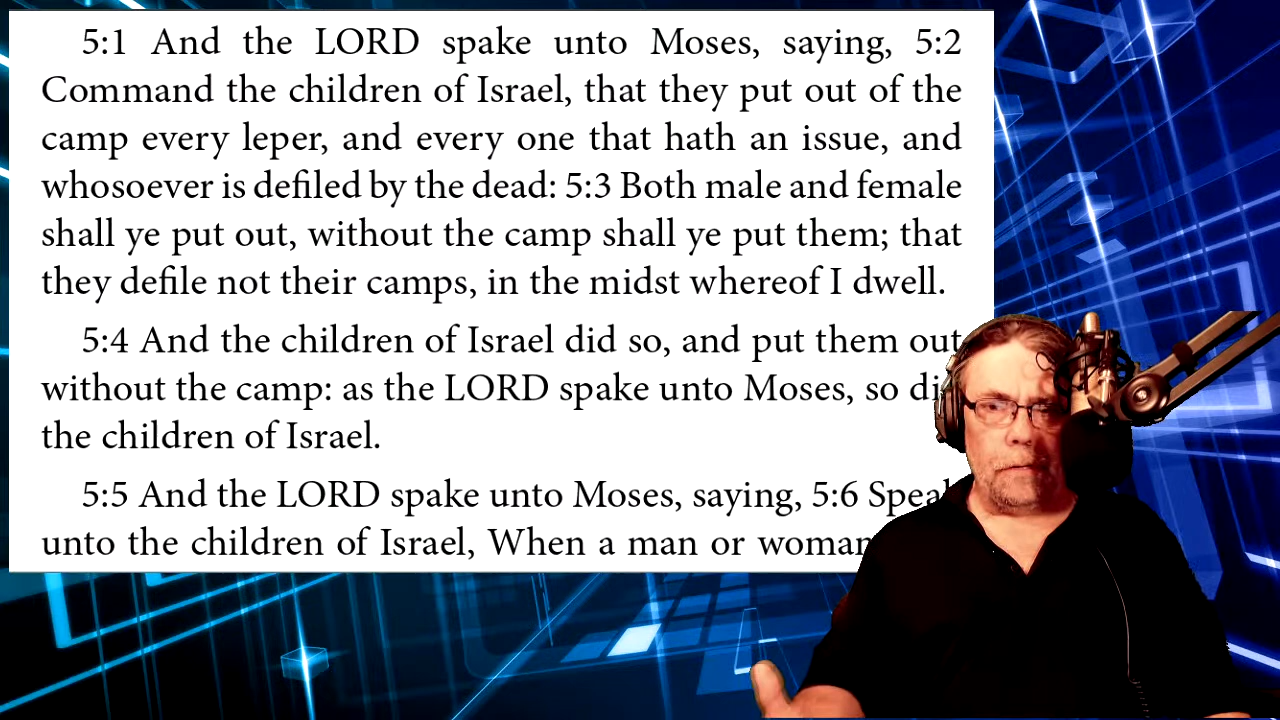 5:1 And the LORD spake unto Moses, saying, 5:2
Command the children of Israel, that they put out of the
camp every leper, and every one that hath an issue, and
whosoever is defiled by the dead: 5:3 Both male and female
shall ye put out, without the camp shall ye put them; that
they defile not their camps, in the midst whereof I dwell.
5:4 And the children of Israel did so, and put them out
without the camp: as the LORD spake unto Moses, so
the children of Israel.
5:5 And the LORD spake unto Moses, saying, 5:6
unto the children of Israel, When a man or woman